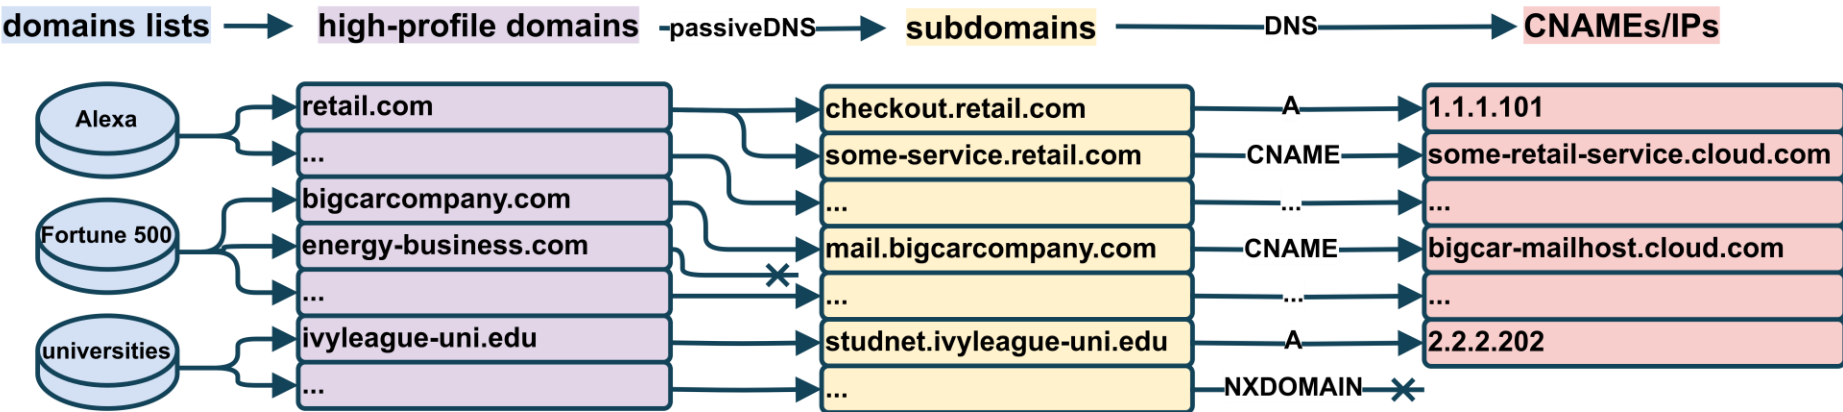 domains lists high-profile domains passiveDNS subdomains DNS CNAMEs/IPs
Alexa retail.com checkout.retail.com A 1.1.1.101
... some-service.retail.com CNAME some-retail-service.cloud.com
bigcarcompany.com ... ... ...
Fortune 500 energy-business.com mail.bigcarcompany.com CNAME bigcar-mailhost.cloud.com
... ... ... ...
universities ivyleague-uni.edu studnet.ivyleague-uni.edu A 2.2.2.202
... ... NXDOMAIN